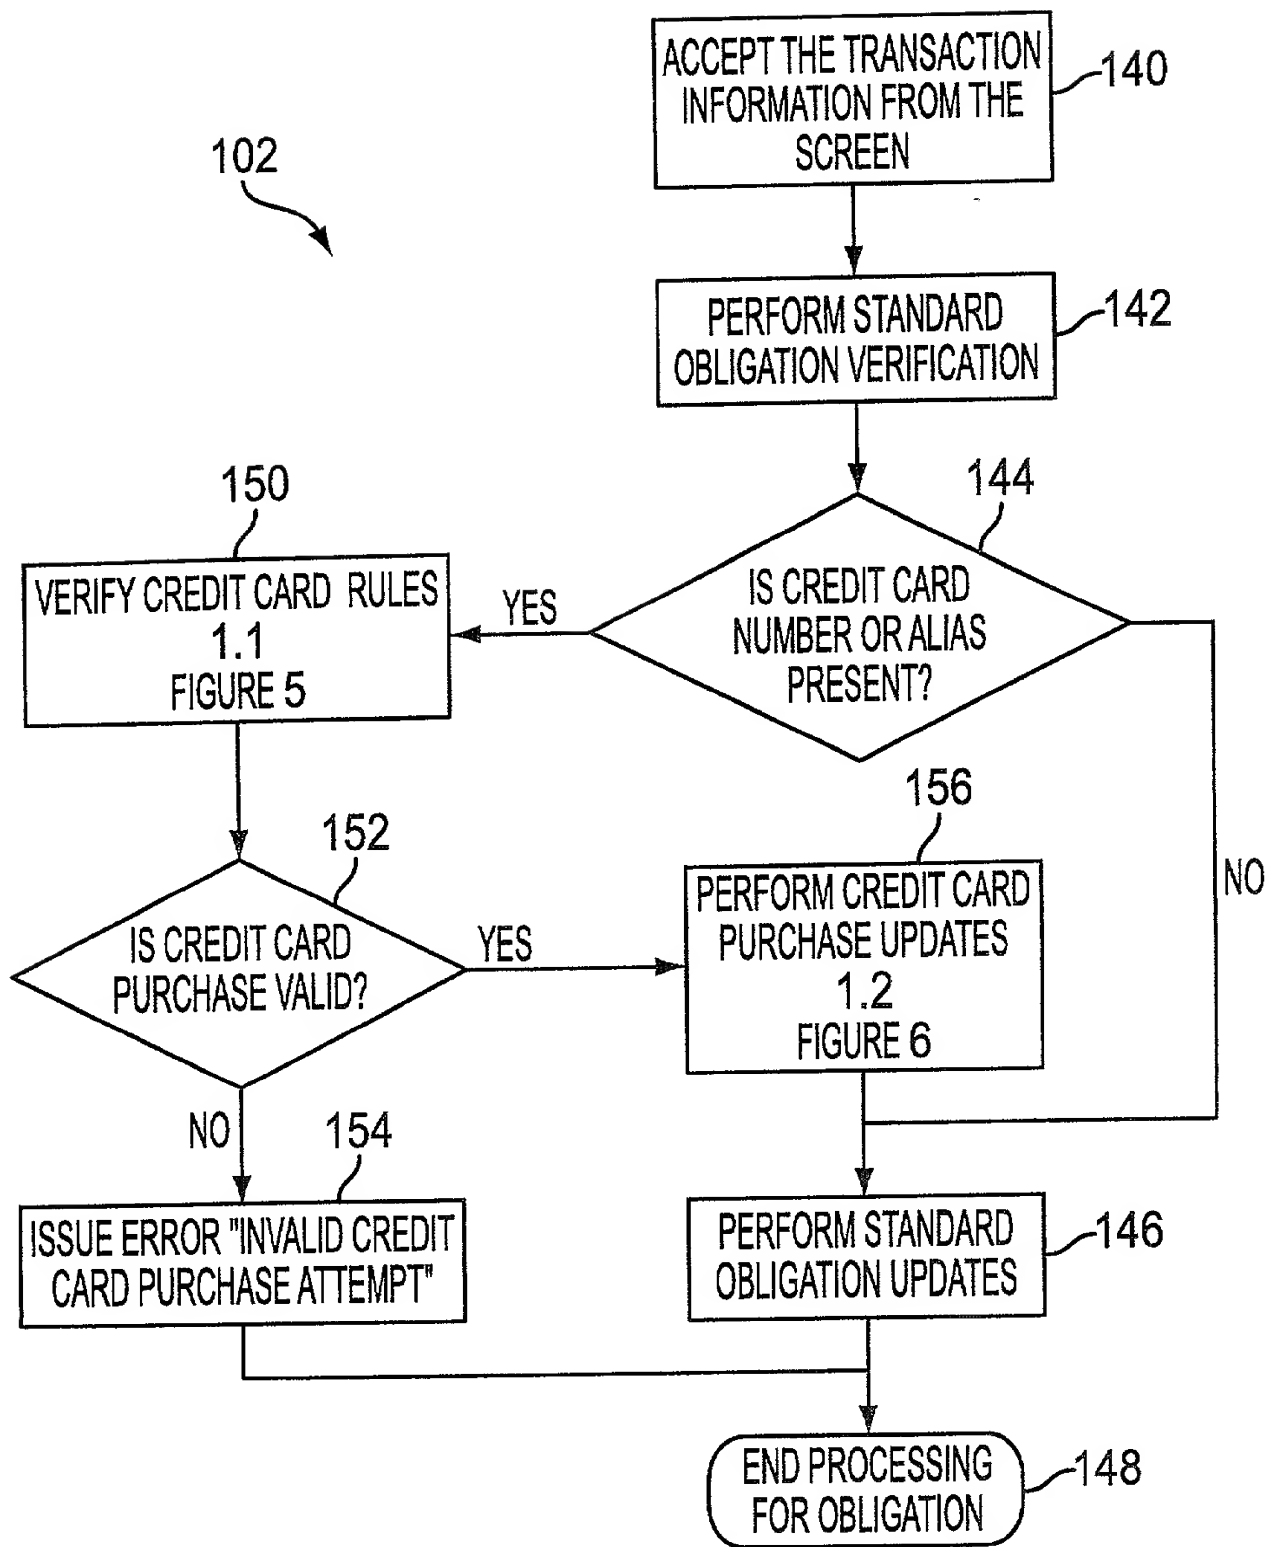 ACCEPT THE TRANSACTION
INFORMATION FROM THE
SCREEN
140
102
PERFORM STANDARD
OBLIGATION VERIFICATION
142
144
IS CREDIT CARD
NUMBER OR ALIAS
PRESENT?
YES
NO
150
VERIFY CREDIT CARD RULES
1.1
FIGURE 5
152
IS CREDIT CARD
PURCHASE VALID?
YES
NO
156
PERFORM CREDIT CARD
PURCHASE UPDATES
1.2
FIGURE 6
154
ISSUE ERROR "INVALID CREDIT
CARD PURCHASE ATTEMPT"
PERFORM STANDARD
OBLIGATION UPDATES
146
END PROCESSING
FOR OBLIGATION
148